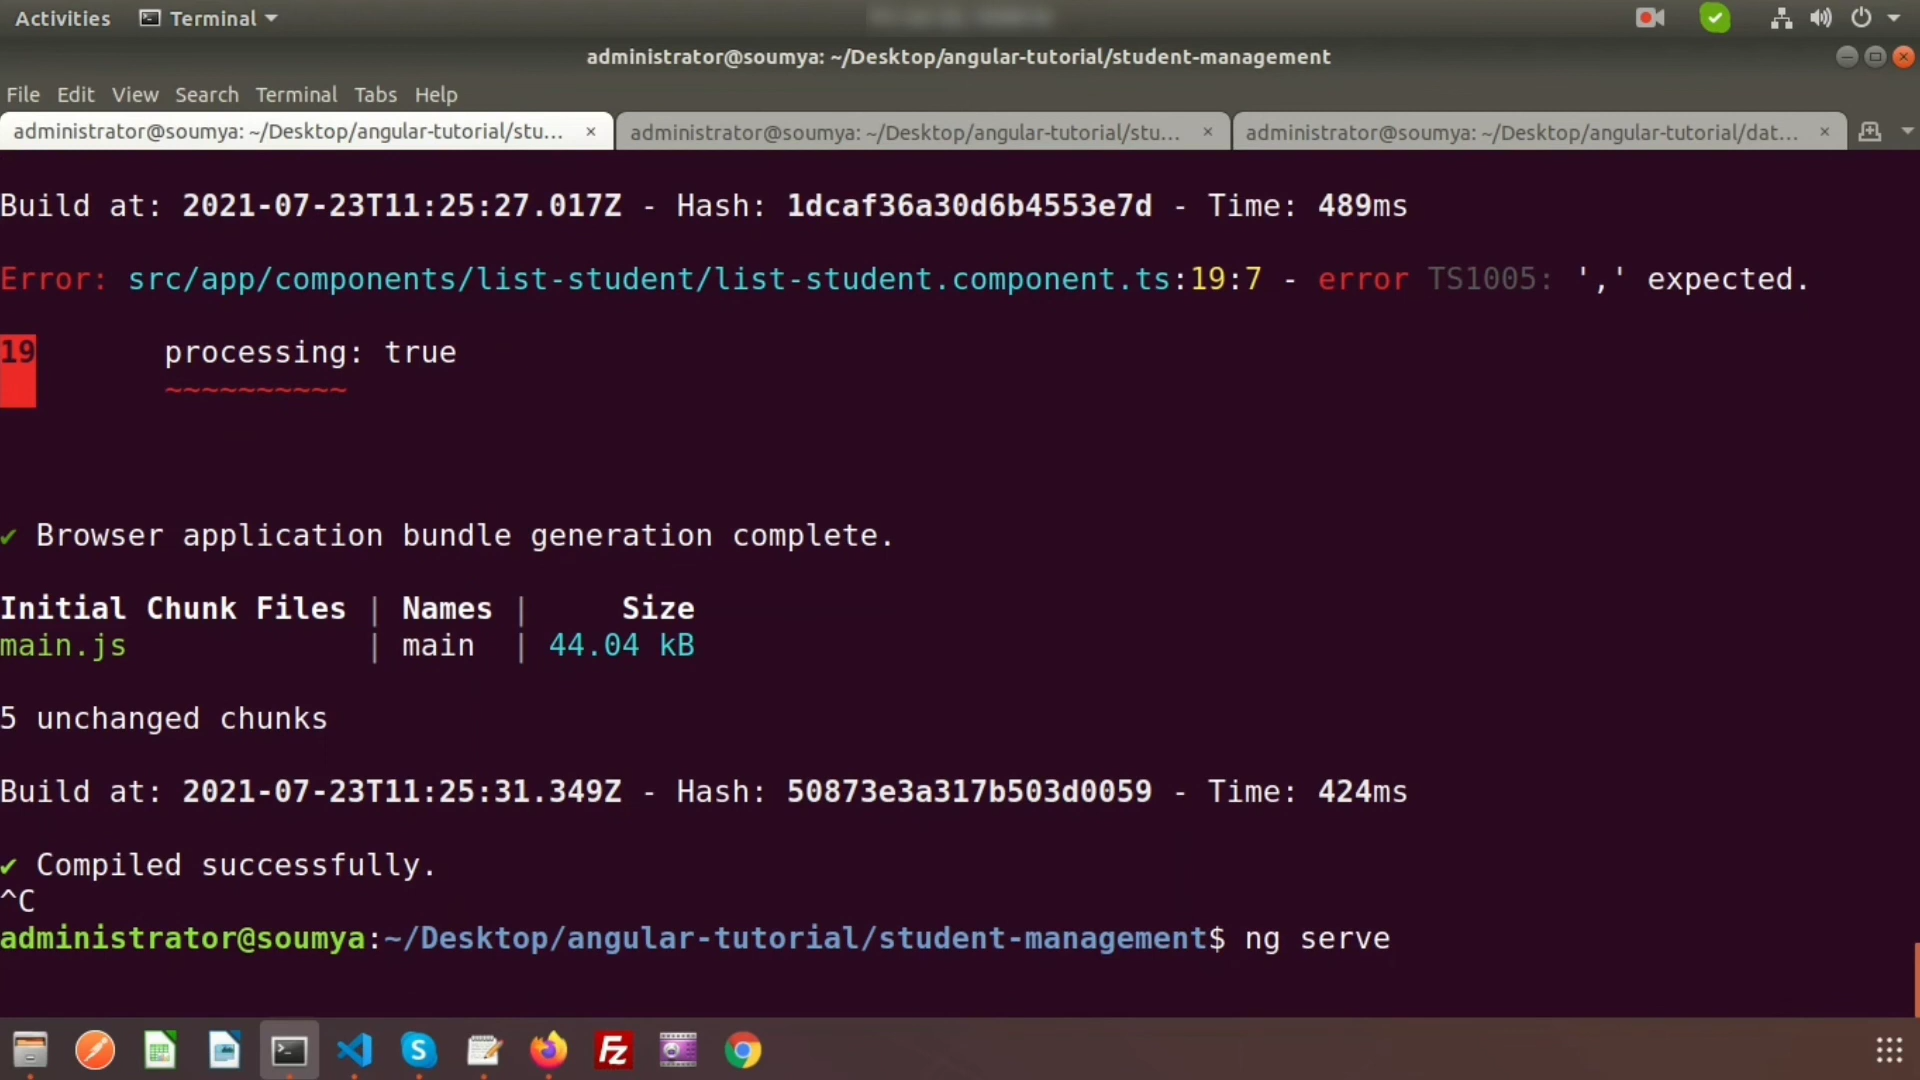 Activities Terminal
administrator@soumya: ~/Desktop/angular-tutorial/student-management
File Edit View Search Terminal Tabs Help
administrator@soumya: ~/Desktop/angular-tutorial/stu... × administrator@soumya: ~/Desktop/angular-tutorial/stu... × administrator@soumya: ~/Desktop/angular-tutorial/dat... ×
Build at: 2021-07-23T11:25:27.017Z - Hash: 1dcaf36a30d6b4553e7d - Time: 489ms
Error: src/app/components/list-student/list-student.component.ts:19:7 - error TS1005: ',' expected.
19 processing: true
~~~~~~~~~~
✔ Browser application bundle generation complete.
Initial Chunk Files | Names | Size
main.js | main | 44.04 kB
5 unchanged chunks
Build at: 2021-07-23T11:25:31.349Z - Hash: 50873e3a317b503d0059 - Time: 424ms
✔ Compiled successfully.
^C
administrator@soumya:~/Desktop/angular-tutorial/student-management$ ng serve